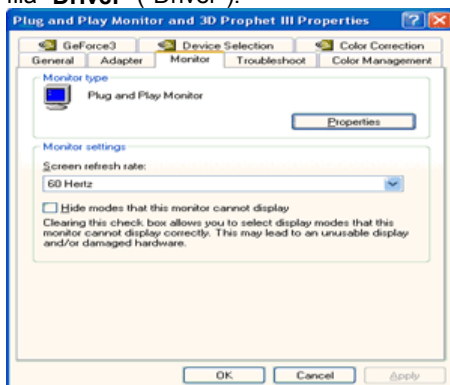 "Driver" ("Driver").
Plug and Play Monitor and 3D Prophet III Properties
GeForce3 Device Selection Color Correction
General Adapter Monitor Troubleshoot Color Management
Monitor type
Plug and Play Monitor
Properties
Monitor settings
Screen refresh rate:
60 Hertz
Hide modes that this monitor cannot display
Clearing this check box allows you to select display modes that this
monitor cannot display correctly. This may lead to an unusable display
and/or damaged hardware.
OK Cancel Apply